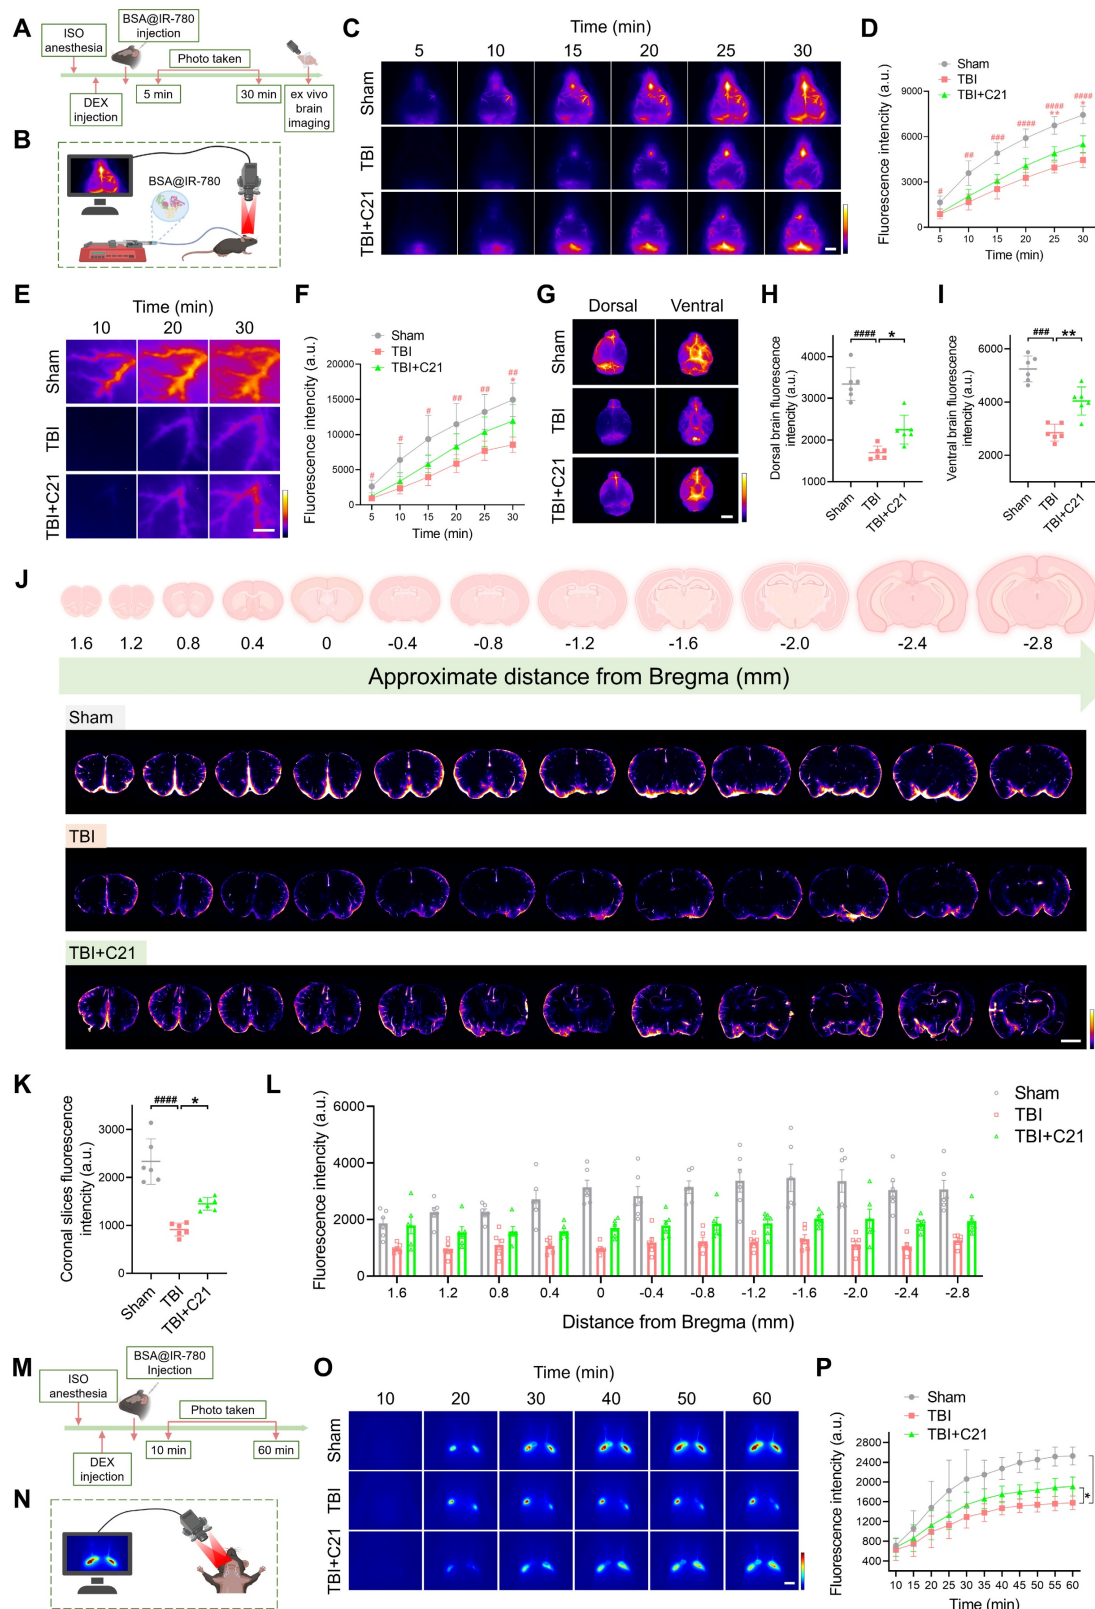 A
ISO
anesthesia
BSA@IR-780
injection
Photo taken
DEX
injection
5 min
30 min
ex vivo
brain
imaging
B
BSA@IR-780
C
Time (min)
5 10 15 20 25 30
Sham
TBI
TBI+C21
D
Sham
TBI
TBI+C21
Fluorescence intencity (a.u.)
9000
6000
3000
0
# ## ### #### #### ####
** *
5 10 15 20 25 30
Time (min)
E
Time (min)
10 20 30
Sham
TBI
TBI+C21
F
Sham
TBI
TBI+C21
Fluorescence intencity (a.u.)
20000
15000
10000
5000
0
# # # ## ## ##
*
5 10 15 20 25 30
Time (min)
G
Dorsal Ventral
Sham
TBI
TBI+C21
H
Dorsal brain fluorescence
intencity (a.u.)
#### *
4000
3000
2000
1000
Sham
TBI
TBI+C21
I
Ventral brain fluorescence
intencity (a.u.)
### **
6000
4000
2000
Sham
TBI
TBI+C21
J
1.6 1.2 0.8 0.4 0 -0.4 -0.8 -1.2 -1.6 -2.0 -2.4 -2.8
Approximate distance from Bregma (mm)
Sham
TBI
TBI+C21
K
Coronal slices fluorescence
intencity (a.u.)
#### *
3000
2000
1000
0
Sham
TBI
TBI+C21
L
Sham
TBI
TBI+C21
Fluorescence intencity (a.u.)
6000
4000
2000
0
1.6 1.2 0.8 0.4 0 -0.4 -0.8 -1.2 -1.6 -2.0 -2.4 -2.8
Distance from Bregma (mm)
M
ISO
anesthesia
BSA@IR-780
Injection
Photo taken
DEX
injection
10 min
60 min
N
O
Time (min)
10 20 30 40 50 60
Sham
TBI
TBI+C21
P
Sham
TBI
TBI+C21
Fluorescence intencity (a.u.)
2800
2400
2000
1600
1200
800
400
*
10 15 20 25 30 35 40 45 50 55 60
Time (min)